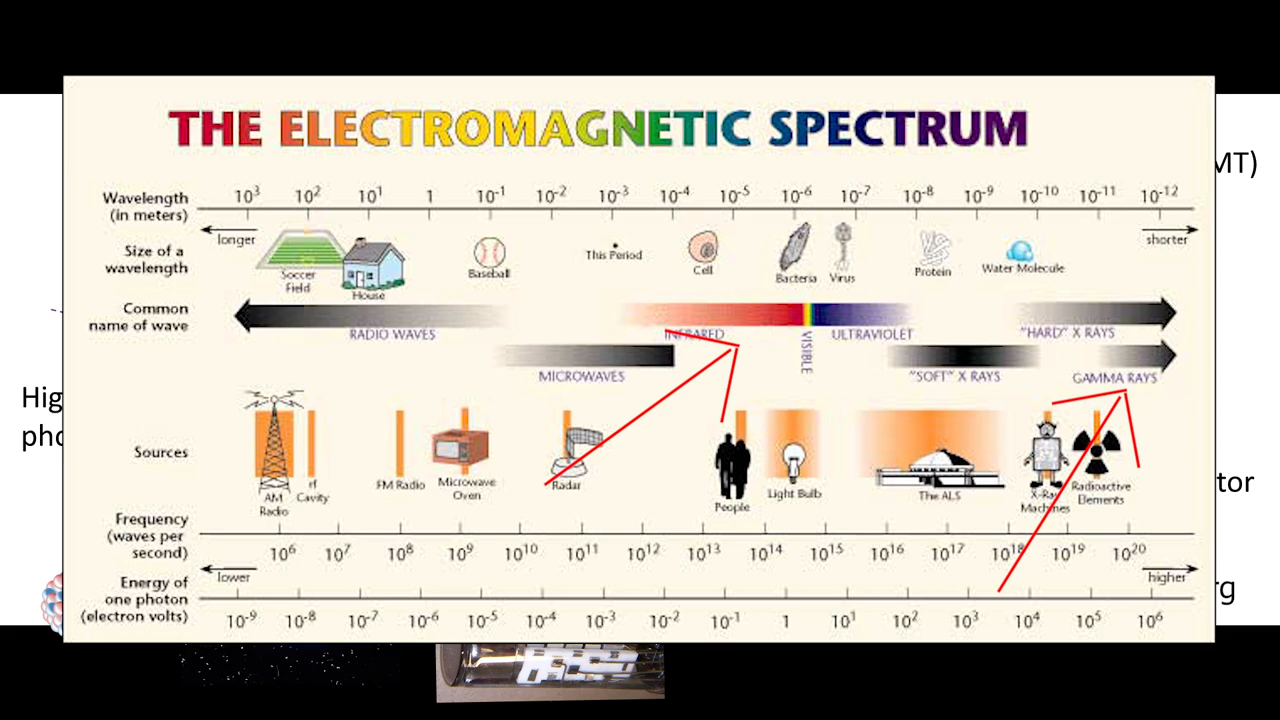 THE ELECTROMAGNETIC SPECTRUM
MT)
Wavelength
(in meters)
10³ 10² 10¹ 1 10⁻¹ 10⁻² 10⁻³ 10⁻⁴ 10⁻⁵ 10⁻⁶ 10⁻⁷ 10⁻⁸ 10⁻⁹ 10⁻¹⁰ 10⁻¹¹ 10⁻¹²
longer
shorter
Size of a
wavelength
Soccer
Field
House
Baseball
This Period
Cell
Bacteria
Virus
Protein
Water Molecule
Common
name of wave
RADIO WAVES
INFRARED
VISIBLE
ULTRAVIOLET
"HARD" X RAYS
MICROWAVES
"SOFT" X RAYS
GAMMA RAYS
Hig
pho
Sources
AM
Radio
rf
Cavity
FM Radio
Microwave
Oven
Radar
People
Light Bulb
The ALS
X-Ray
Machines
Radioactive
Elements
tor
Frequency
(waves per
second)
10⁶ 10⁷ 10⁸ 10⁹ 10¹⁰ 10¹¹ 10¹² 10¹³ 10¹⁴ 10¹⁵ 10¹⁶ 10¹⁷ 10¹⁸ 10¹⁹ 10²⁰
lower
higher
rg
Energy of
one photon
(electron volts)
10⁻⁹ 10⁻⁸ 10⁻⁷ 10⁻⁶ 10⁻⁵ 10⁻⁴ 10⁻³ 10⁻² 10⁻¹ 1 10¹ 10² 10³ 10⁴ 10⁵ 10⁶